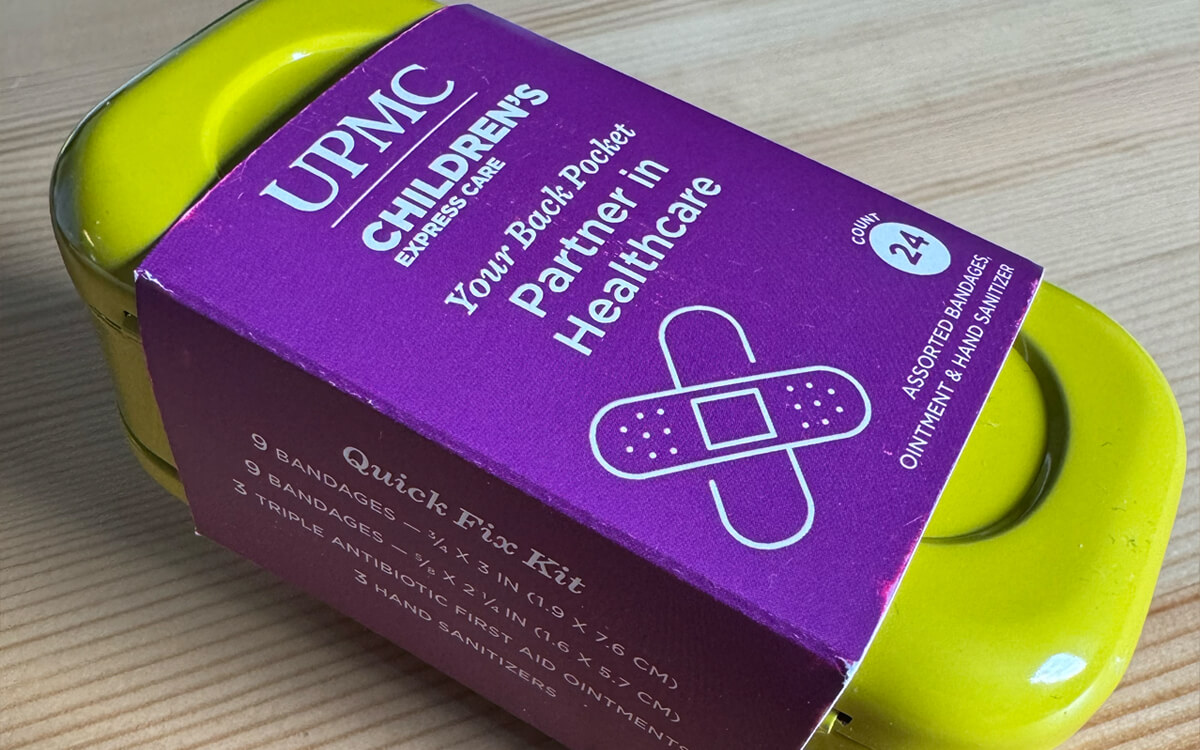 UPMC
CHILDREN'S
EXPRESS CARE
Your Back Pocket
Partner in
Healthcare
COUNT
24
ASSORTED BANDAGES,
OINTMENT & HAND SANITIZER
Quick Fix Kit
9 BANDAGES — 3/4 X 3 IN (1.9 X 7.6 CM)
9 BANDAGES — 5/8 X 2 1/4 IN (1.6 X 5.7 CM)
3 TRIPLE ANTIBIOTIC FIRST AID OINTMENTS
3 HAND SANITIZERS